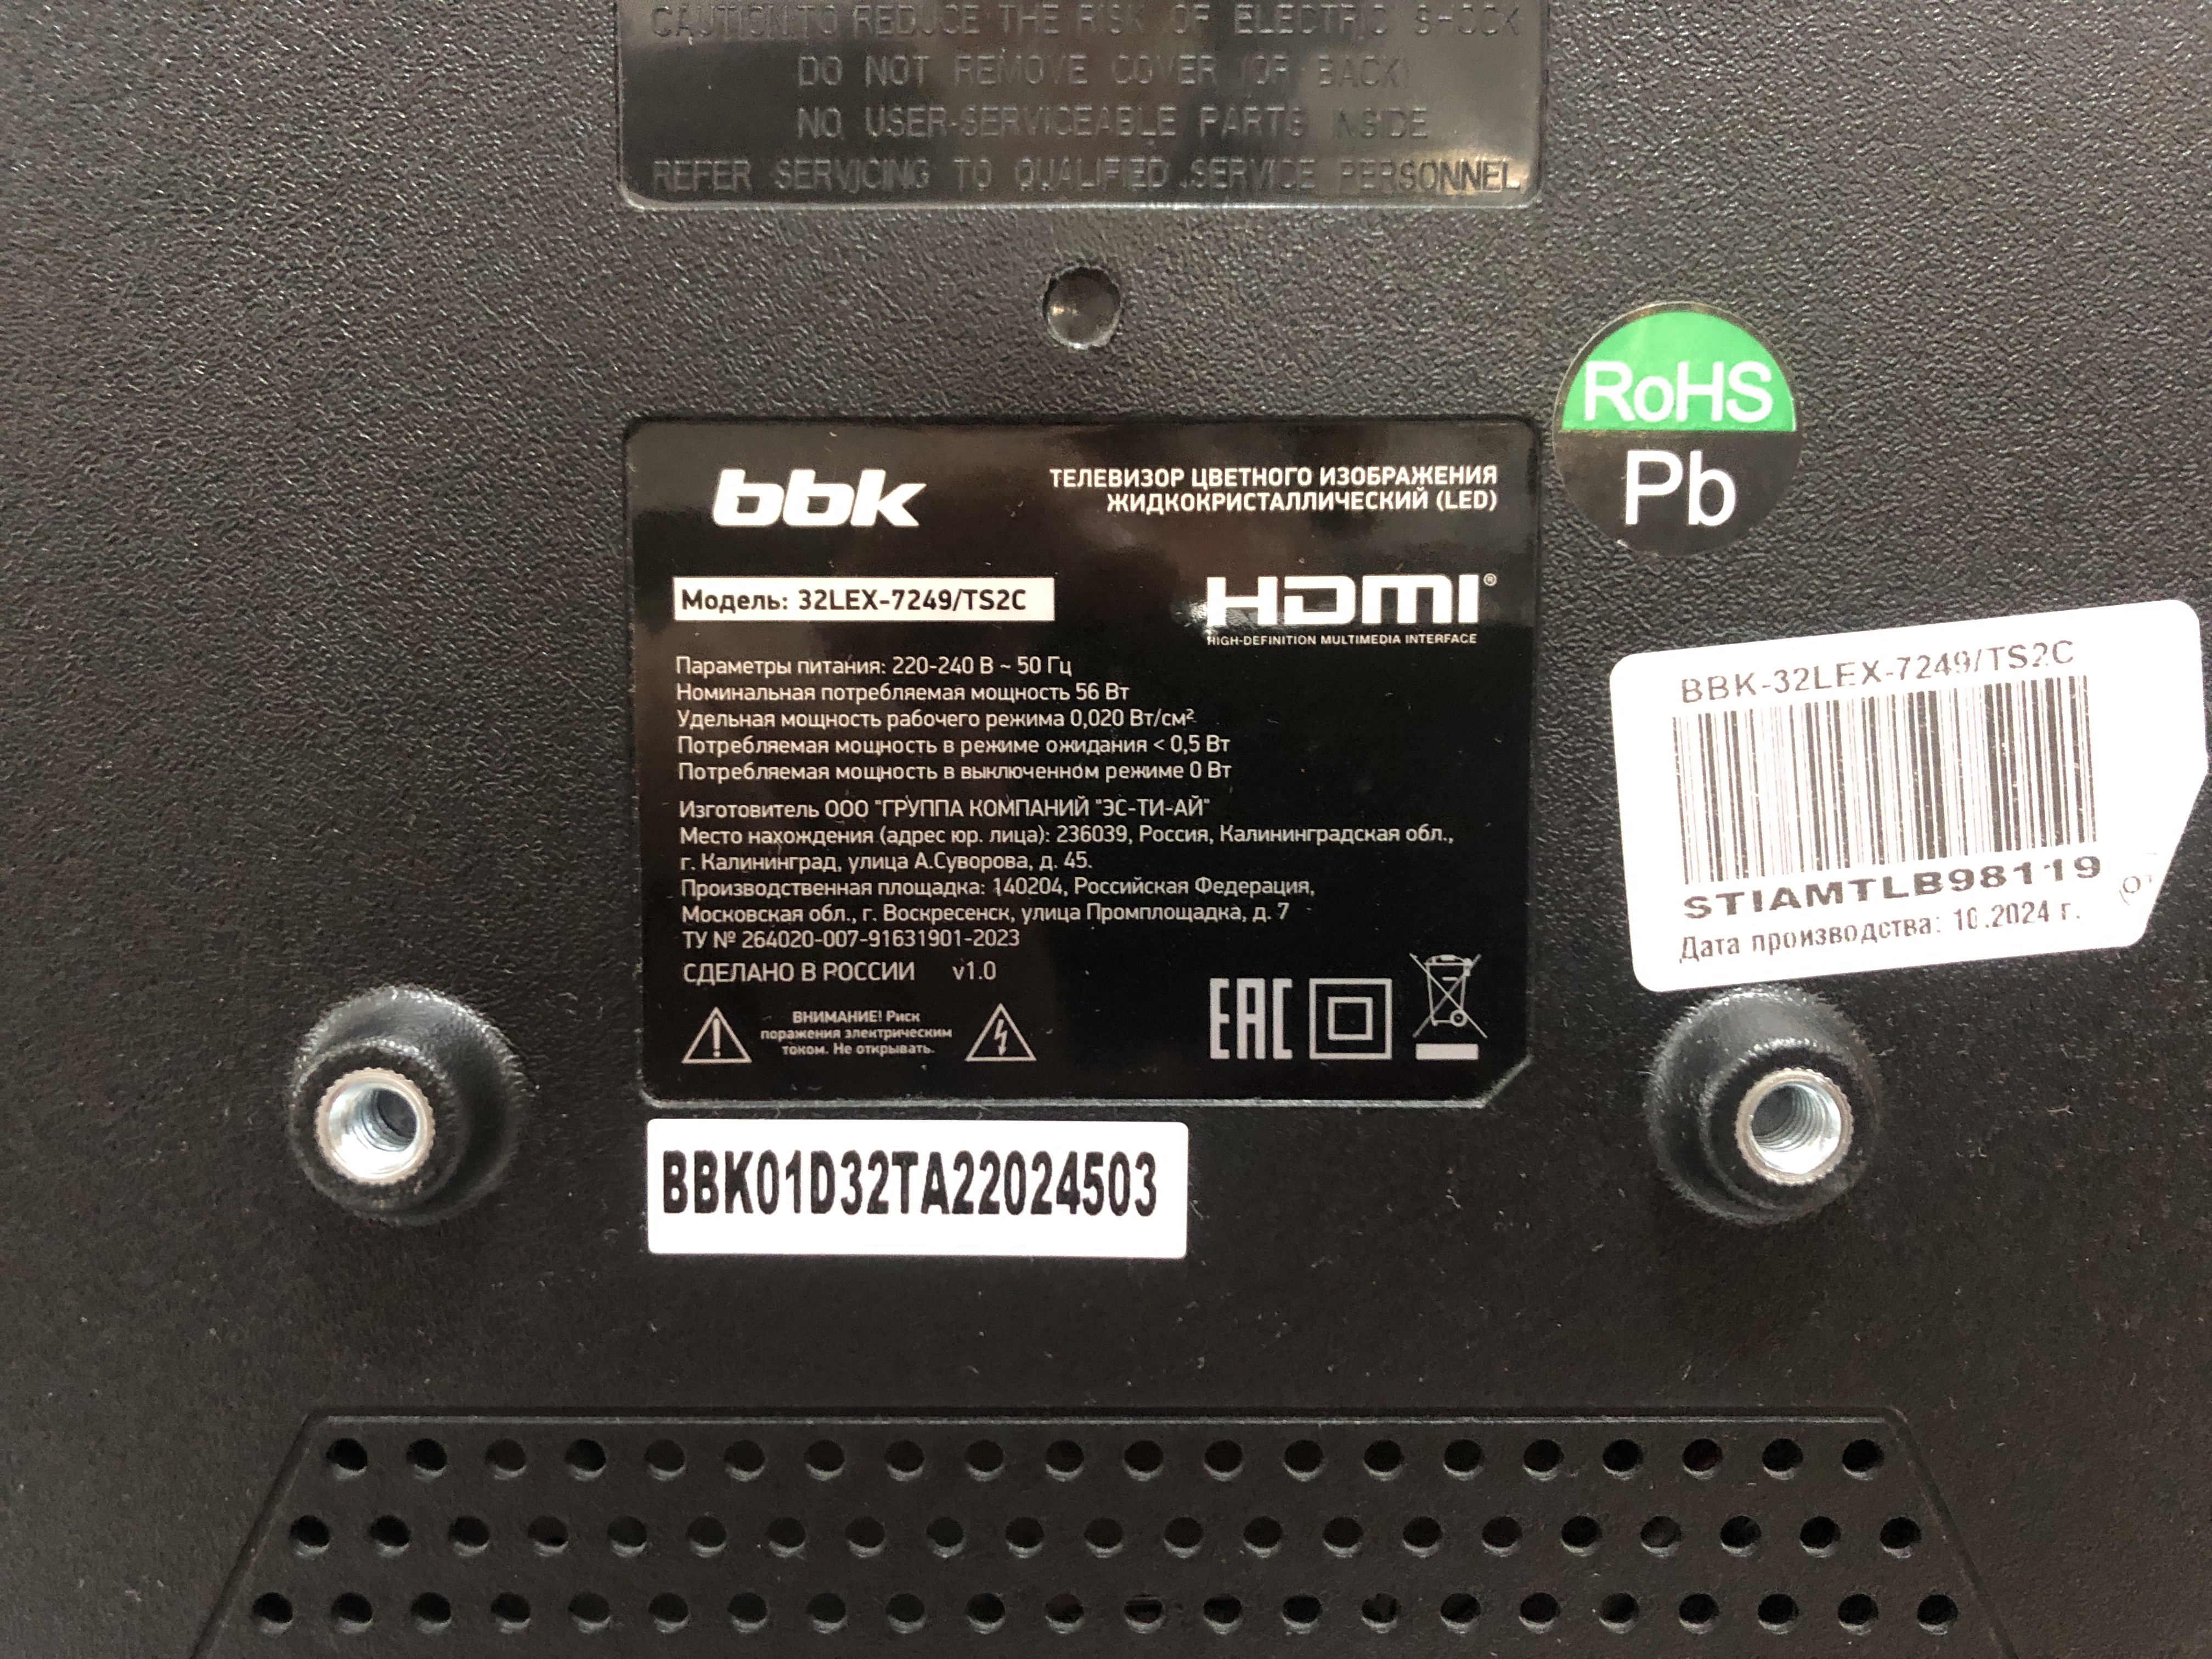 CAUTION:TO REDUCE THE RISK OF ELECTRIC SHOCK
DO NOT REMOVE COVER (OR BACK)
NO USER-SERVICEABLE PARTS INSIDE
REFER SERVICING TO QUALIFIED SERVICE PERSONNEL
RoHS
Pb
bbk
ТЕЛЕВИЗОР ЦВЕТНОГО ИЗОБРАЖЕНИЯ
ЖИДКОКРИСТАЛЛИЧЕСКИЙ (LED)
Модель: 32LEX-7249/TS2C
HDMI®
HIGH-DEFINITION MULTIMEDIA INTERFACE
Параметры питания: 220-240 В ~ 50 Гц
Номинальная потребляемая мощность 56 Вт
Удельная мощность рабочего режима 0,020 Вт/см²
Потребляемая мощность в режиме ожидания < 0,5 Вт
Потребляемая мощность в выключенном режиме 0 Вт
Изготовитель ООО "ГРУППА КОМПАНИЙ "ЭС-ТИ-АЙ"
Место нахождения (адрес юр. лица): 236039, Россия, Калининградская обл.,
г. Калининград, улица А.Суворова, д. 45.
Производственная площадка: 140204, Российская Федерация,
Московская обл., г. Воскресенск, улица Промплощадка, д. 7
ТУ № 264020-007-91631901-2023
СДЕЛАНО В РОССИИ v1.0
ВНИМАНИЕ! Риск
поражения электрическим
током. Не открывать.
EAC
BBK-32LEX-7249/TS2C
STIAMTLB98119
Дата производства: 10.2024 г.
BBK01D32TA22024503